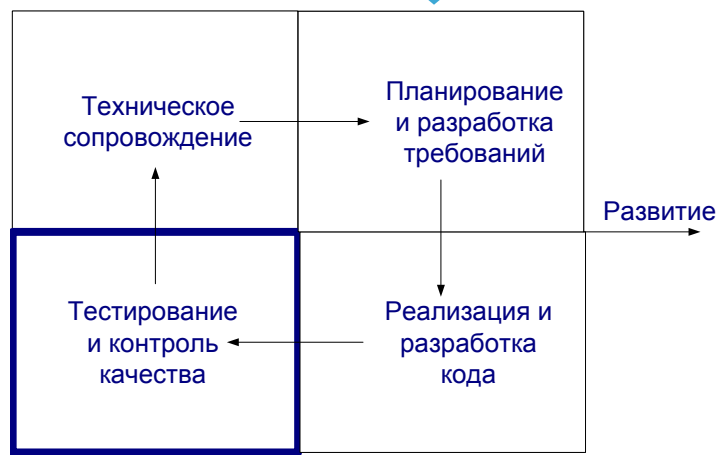 Техническое
сопровождение
Планирование
и разработка
требований
Развитие
Тестирование
и контроль
качества
Реализация и
разработка
кода